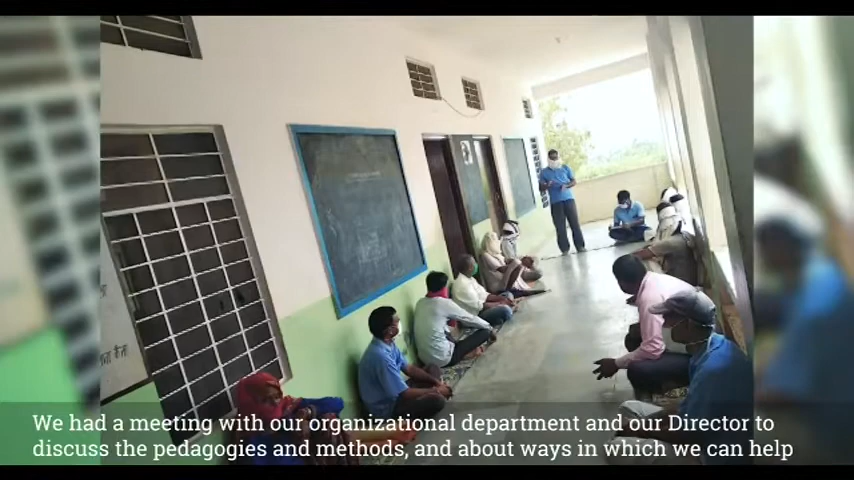 We had a meeting with our organizational department and our Director to
discuss the pedagogies and methods, and about ways in which we can help